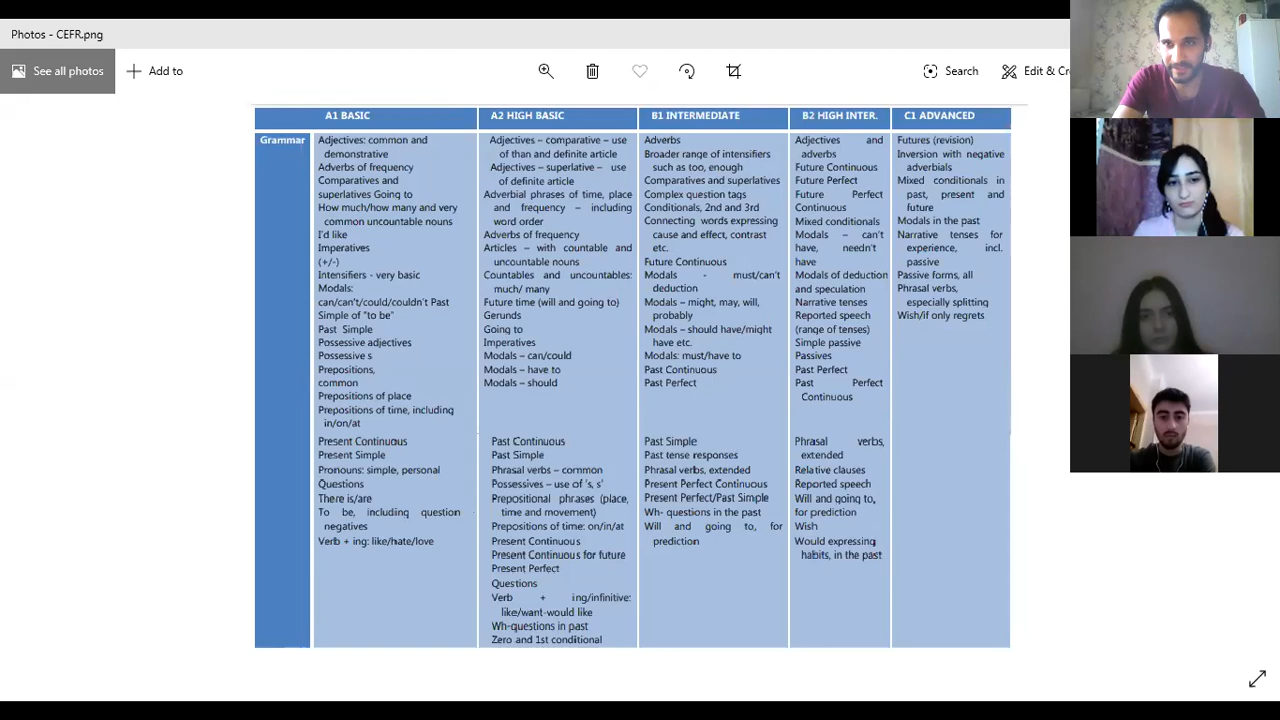 Photos - CEFR.png
See all photos
Add to
Search
Edit & Cr
A1 BASIC
A2 HIGH BASIC
B1 INTERMEDIATE
B2 HIGH INTER.
C1 ADVANCED
Grammar
Adjectives: common and
demonstrative
Adverbs of frequency
Comparatives and
superlatives Going to
How much/how many and very
common uncountable nouns
I'd like
Imperatives
(+/-)
Intensifiers - very basic
Modals:
can/can't/could/couldn't Past
Simple of "to be"
Past Simple
Possessive adjectives
Possessive s
Prepositions,
common
Prepositions of place
Prepositions of time, including
in/on/at
Present Continuous
Present Simple
Pronouns: simple, personal
Questions
There is/are
To be, including question
negatives
Verb + ing: like/hate/love
Adjectives – comparative – use
of than and definite article
Adjectives – superlative – use
of definite article
Adverbial phrases of time, place
and frequency – including
word order
Adverbs of frequency
Articles – with countable and
uncountable nouns
Countables and uncountables:
much/ many
Future time (will and going to)
Gerunds
Going to
Imperatives
Modals – can/could
Modals – have to
Modals – should
Past Continuous
Past Simple
Phrasal verbs – common
Possessives – use of 's, s'
Prepositional phrases (place,
time and movement)
Prepositions of time: on/in/at
Present Continuous
Present Continuous for future
Present Perfect
Questions
Verb + ing/infinitive:
like/want-would like
Wh-questions in past
Zero and 1st conditional
Adverbs
Broader range of intensifiers
such as too, enough
Comparatives and superlatives
Complex question tags
Conditionals, 2nd and 3rd
Connecting words expressing
cause and effect, contrast
etc.
Future Continuous
Modals - must/can't
deduction
Modals – might, may, will,
probably
Modals – should have/might
have etc.
Modals: must/have to
Past Continuous
Past Perfect
Past Simple
Past tense responses
Phrasal verbs, extended
Present Perfect Continuous
Present Perfect/Past Simple
Wh- questions in the past
Will and going to, for
prediction
Adjectives and
adverbs
Future Continuous
Future Perfect
Future Perfect
Continuous
Mixed conditionals
Modals – can't
have, needn't
have
Modals of deduction
and speculation
Narrative tenses
Reported speech
(range of tenses)
Simple passive
Passives
Past Perfect
Past Perfect
Continuous
Phrasal verbs,
extended
Relative clauses
Reported speech
Will and going to,
for prediction
Wish
Would expressing
habits, in the past
Futures (revision)
Inversion with negative
adverbials
Mixed conditionals in
past, present and
future
Modals in the past
Narrative tenses for
experience, incl.
passive
Passive forms, all
Phrasal verbs,
especially splitting
Wish/if only regrets